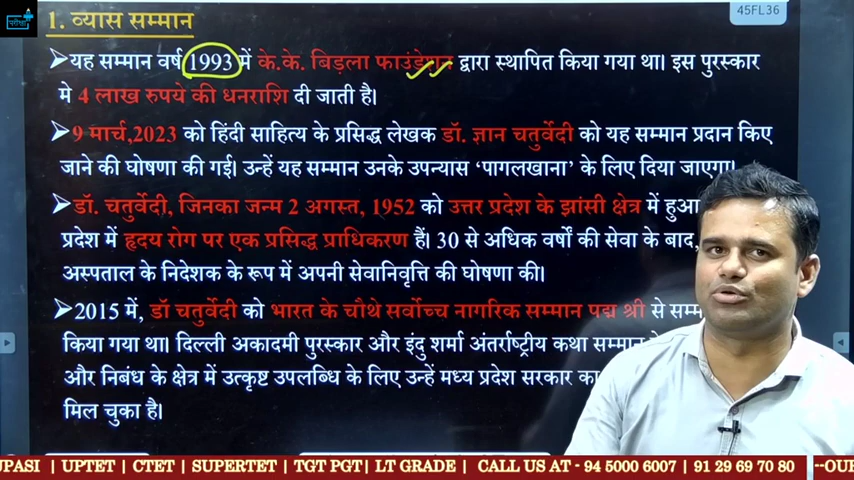 परीक्षा
1. व्यास सम्मान
45FL36
➢यह सम्मान वर्ष 1993 में के.के. बिड़ला फाउंडेशन द्वारा स्थापित किया गया था। इस पुरस्कार
मे 4 लाख रुपये की धनराशि दी जाती है।
➢9 मार्च,2023 को हिंदी साहित्य के प्रसिद्ध लेखक डॉ. ज्ञान चतुर्वेदी को यह सम्मान प्रदान किए
जाने की घोषणा की गई। उन्हें यह सम्मान उनके उपन्यास ‘पागलखाना’ के लिए दिया जाएगा।
➢डॉ. चतुर्वेदी, जिनका जन्म 2 अगस्त, 1952 को उत्तर प्रदेश के झांसी क्षेत्र में हुआ
प्रदेश में हृदय रोग पर एक प्रसिद्ध प्राधिकरण हैं। 30 से अधिक वर्षों की सेवा के बाद,
अस्पताल के निदेशक के रूप में अपनी सेवानिवृत्ति की घोषणा की।
➢2015 में, डॉ चतुर्वेदी को भारत के चौथे सर्वोच्च नागरिक सम्मान पद्म श्री से सम्म
किया गया था। दिल्ली अकादमी पुरस्कार और इंदु शर्मा अंतर्राष्ट्रीय कथा सम्मान
और निबंध के क्षेत्र में उत्कृष्ट उपलब्धि के लिए उन्हें मध्य प्रदेश सरकार का
मिल चुका है।
UPASI | UPTET | CTET | SUPERTET | TGT PGT| LT GRADE | CALL US AT - 94 5000 6007 | 91 29 69 70 80 --OUR